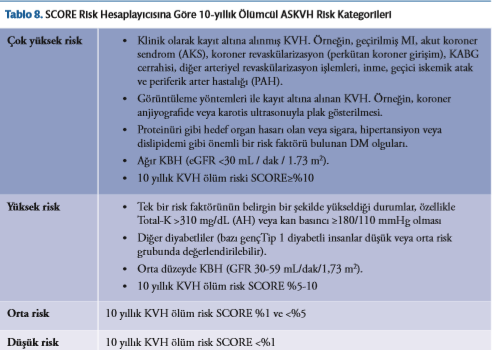 Tablo 8. SCORE Risk Hesaplayıcısına Göre 10-yıllık Ölümcül ASKVH Risk Kategorileri
Çok yüksek risk
• Klinik olarak kayıt altına alınmış KVH. Örneğin, geçirilmiş MI, akut koroner
sendrom (AKS), koroner revaskülarizasyon (perkütan koroner girişim), KABG
cerrahisi, diğer arteriyel revaskülarizasyon işlemleri, inme, geçici iskemik atak
ve periferik arter hastalığı (PAH).
• Görüntüleme yöntemleri ile kayıt altına alınan KVH. Örneğin, koroner
anjiyografide veya karotis ultrasonuyla plak gösterilmesi.
• Proteinüri gibi hedef organ hasarı olan veya sigara, hipertansiyon veya
dislipidemi gibi önemli bir risk faktörü bulunan DM olguları.
• Ağır KBH (eGFR <30 mL / dak / 1.73 m²).
• 10 yıllık KVH ölüm riski SCORE≥%10
Yüksek risk
• Tek bir risk faktörünün belirgin bir şekilde yükseldiği durumlar, özellikle
Total-K >310 mg/dL (AH) veya kan basıncı ≥180/110 mmHg olması
• Diğer diyabetliler (bazı gençTip 1 diyabetli insanlar düşük veya orta risk
grubunda değerlendirilebilir).
• Orta düzeyde KBH (GFR 30-59 mL/dak/1,73 m²).
• 10 yıllık KVH ölüm risk SCORE %5-10
Orta risk
10 yıllık KVH ölüm risk SCORE %1 ve <%5
Düşük risk
10 yıllık KVH ölüm risk SCORE <%1